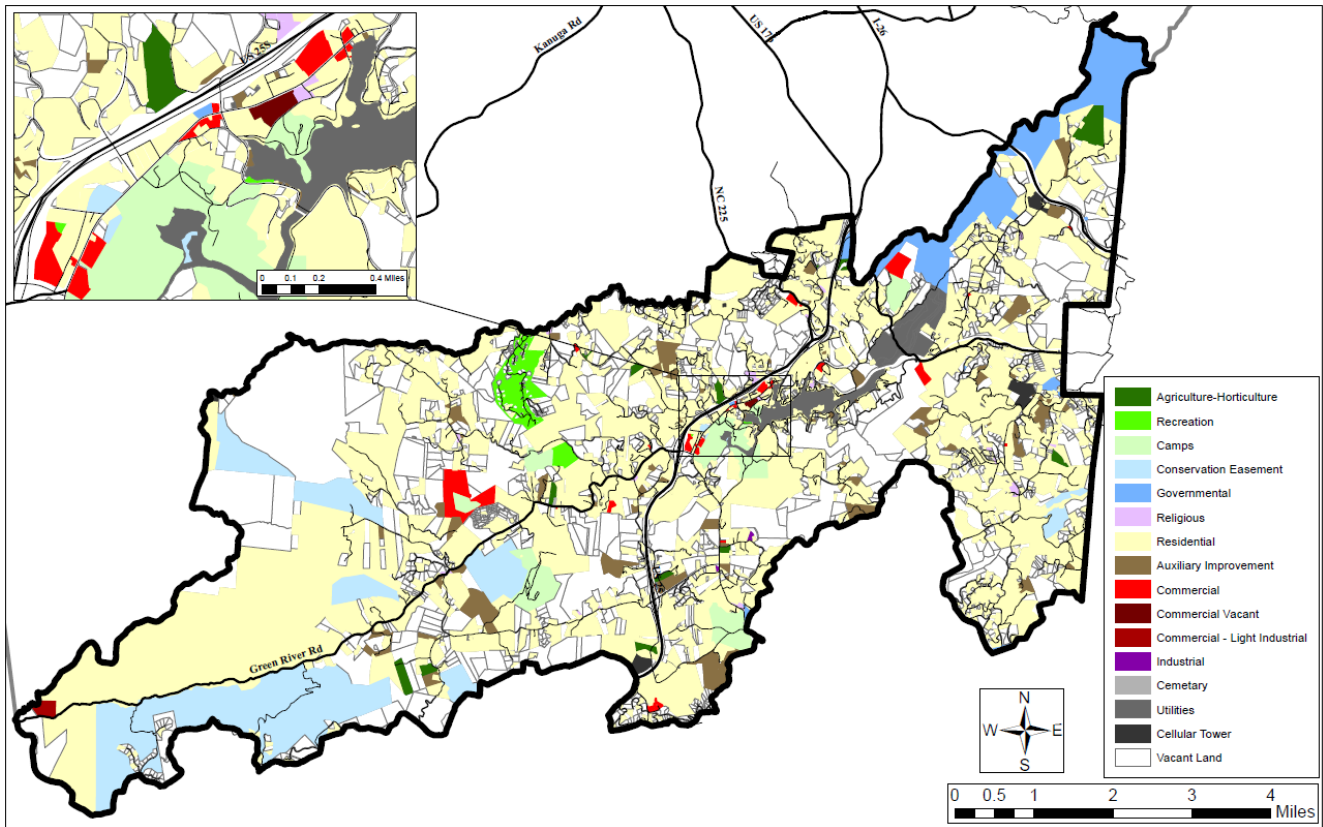 Kanuga Rd
US 176
I-26
NC 225
0 0.1 0.2 0.4 Miles
Green River Rd
Agriculture-Horticulture
Recreation
Camps
Conservation Easement
Governmental
Religious
Residential
Auxiliary Improvement
Commercial
Commercial Vacant
Commercial - Light Industrial
Industrial
Cemetary
Utilities
Cellular Tower
Vacant Land
N
W E
S
0 0.5 1 2 3 4
Miles